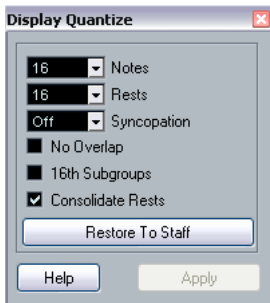 Display Quantize
16 Notes
16 Rests
Off Syncopation
No Overlap
16th Subgroups
Consolidate Rests
Restore To Staff
Help Apply